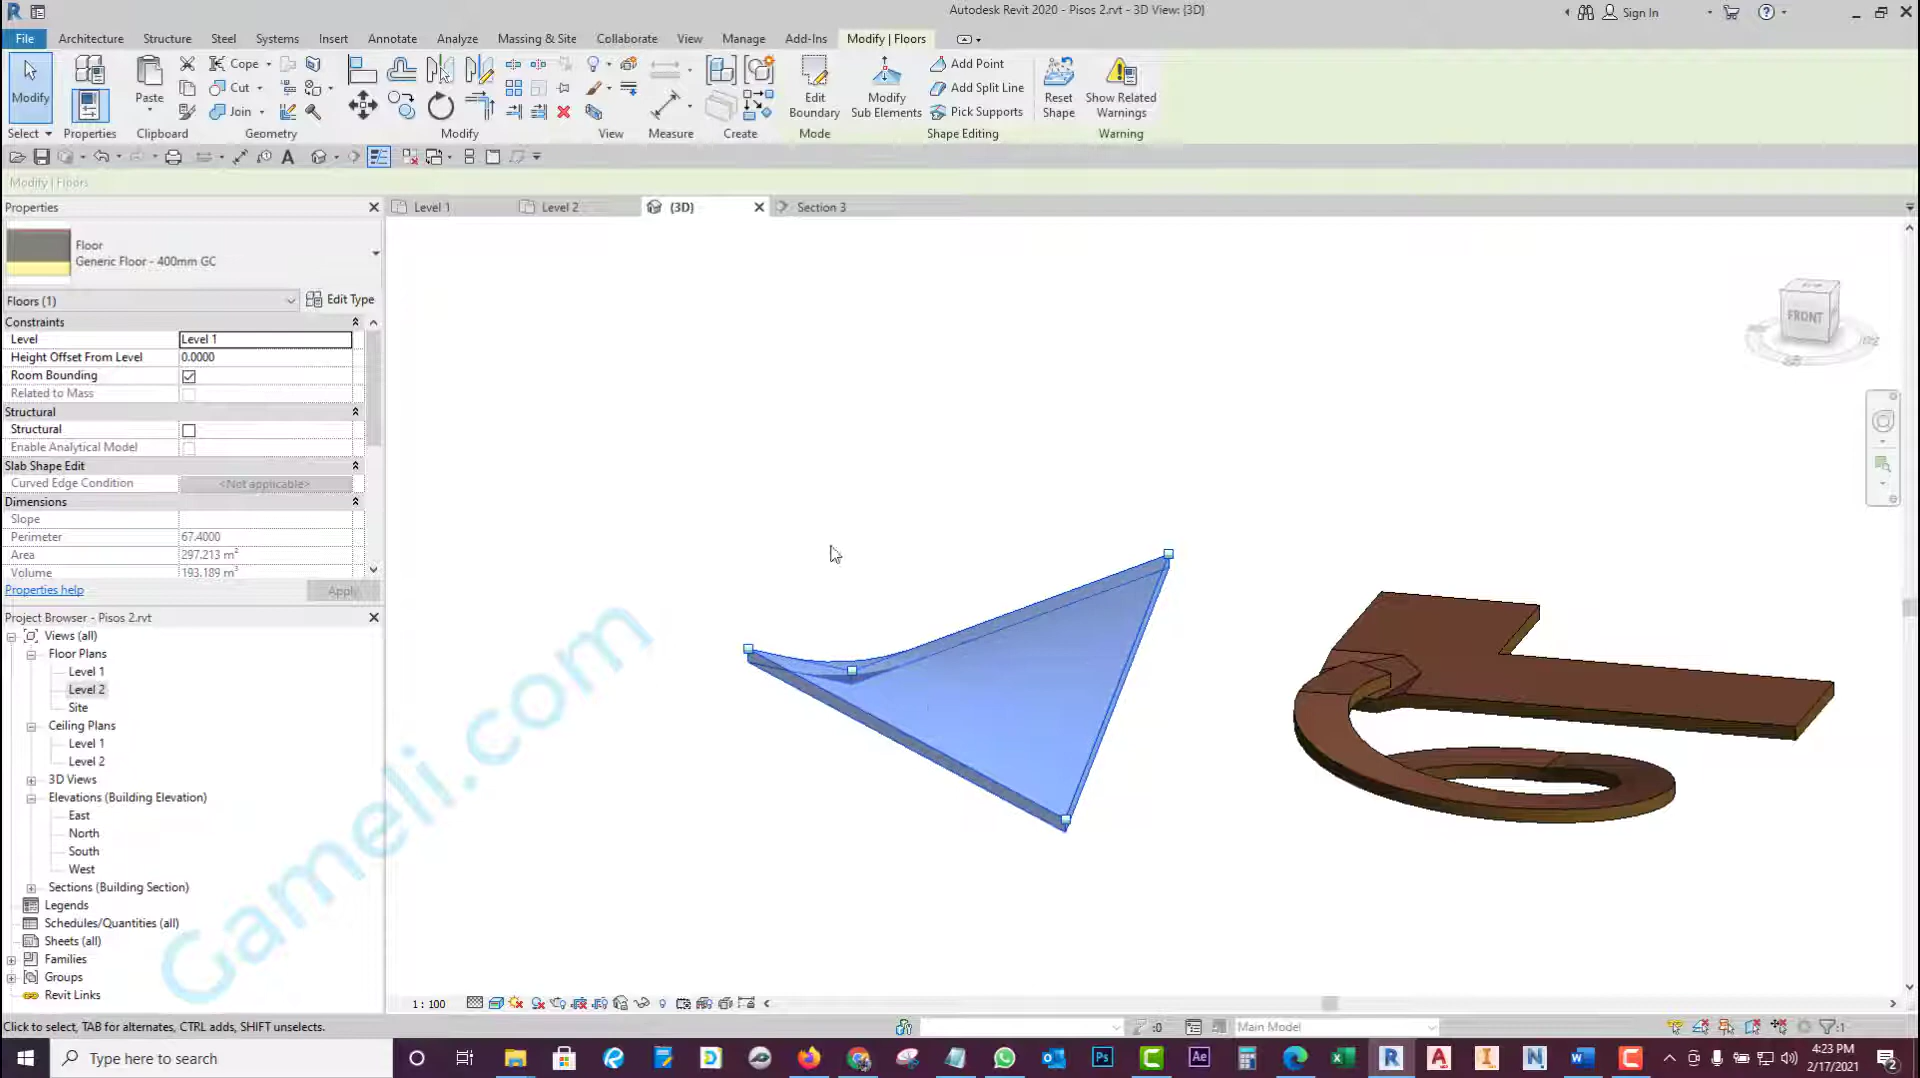 Autodesk Revit 2020 - Pisos 2.rvt - 3D View: {3D}
Sign In
File Architecture Structure Steel Systems Insert Annotate Analyze Massing & Site Collaborate View Manage Add-Ins Modify | Floors
Modify
Select
Properties
Paste
Clipboard
Cope
Cut
Join
Geometry
Modify
View
Measure
Create
Edit
Boundary
Mode
Modify
Sub Elements
Add Point
Add Split Line
Pick Supports
Shape Editing
Reset
Shape
Show Related
Warnings
Warning
Modify | Floors
Properties
Level 1
Level 2
{3D}
Section 3
Floor
Generic Floor - 400mm GC
Floors (1)
Edit Type
Constraints
Level Level 1
Height Offset From Level 0.0000
Room Bounding
Related to Mass
Structural
Structural
Enable Analytical Model
Slab Shape Edit
Curved Edge Condition <Not applicable>
Dimensions
Slope
Perimeter 67.4000
Area 297.213 m²
Volume 193.189 m³
Properties help
Apply
Project Browser - Pisos 2.rvt
Views (all)
Floor Plans
Level 1
Level 2
Site
Ceiling Plans
Level 1
Level 2
3D Views
Elevations (Building Elevation)
East
North
South
West
Sections (Building Section)
Legends
Schedules/Quantities (all)
Sheets (all)
Families
Groups
Revit Links
FRONT
Gameli.com
1 : 100
Click to select, TAB for alternates, CTRL adds, SHIFT unselects.
:0
Main Model
:1
Type here to search
4:23 PM
2/17/2021
2